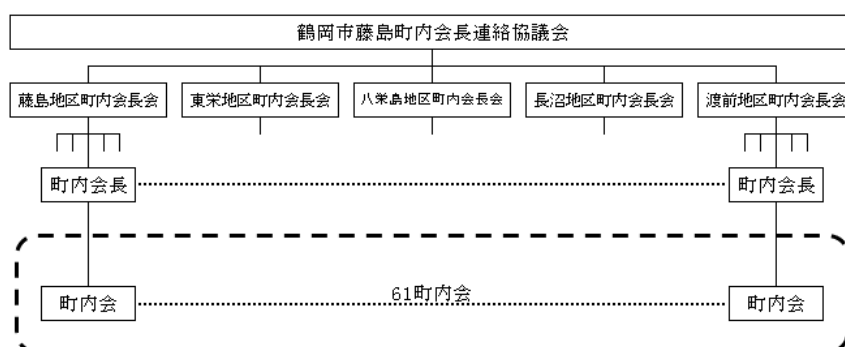 鶴岡市藤島町内会長連絡協議会
藤島地区町内会長会
東栄地区町内会長会
八栄島地区町内会長会
長沼地区町内会長会
渡前地区町内会長会
町内会長
町内会長
町内会
61町内会
町内会